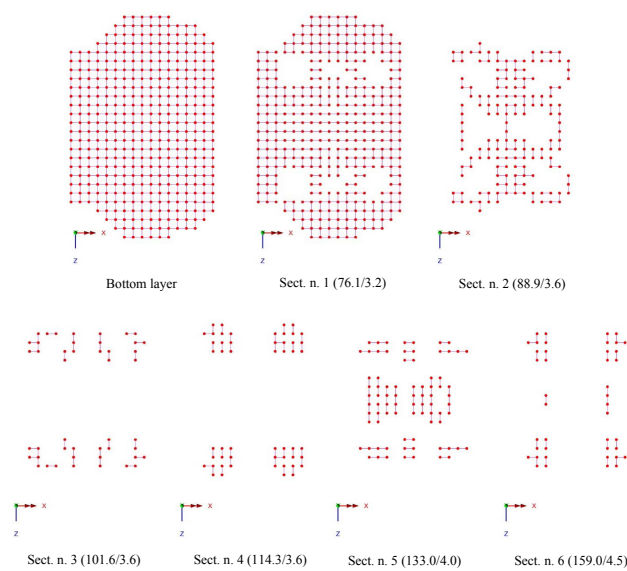 x
z
Bottom layer
x
z
Sect. n. 1 (76.1/3.2)
x
z
Sect. n. 2 (88.9/3.6)
x
z
Sect. n. 3 (101.6/3.6)
x
z
Sect. n. 4 (114.3/3.6)
x
z
Sect. n. 5 (133.0/4.0)
x
z
Sect. n. 6 (159.0/4.5)